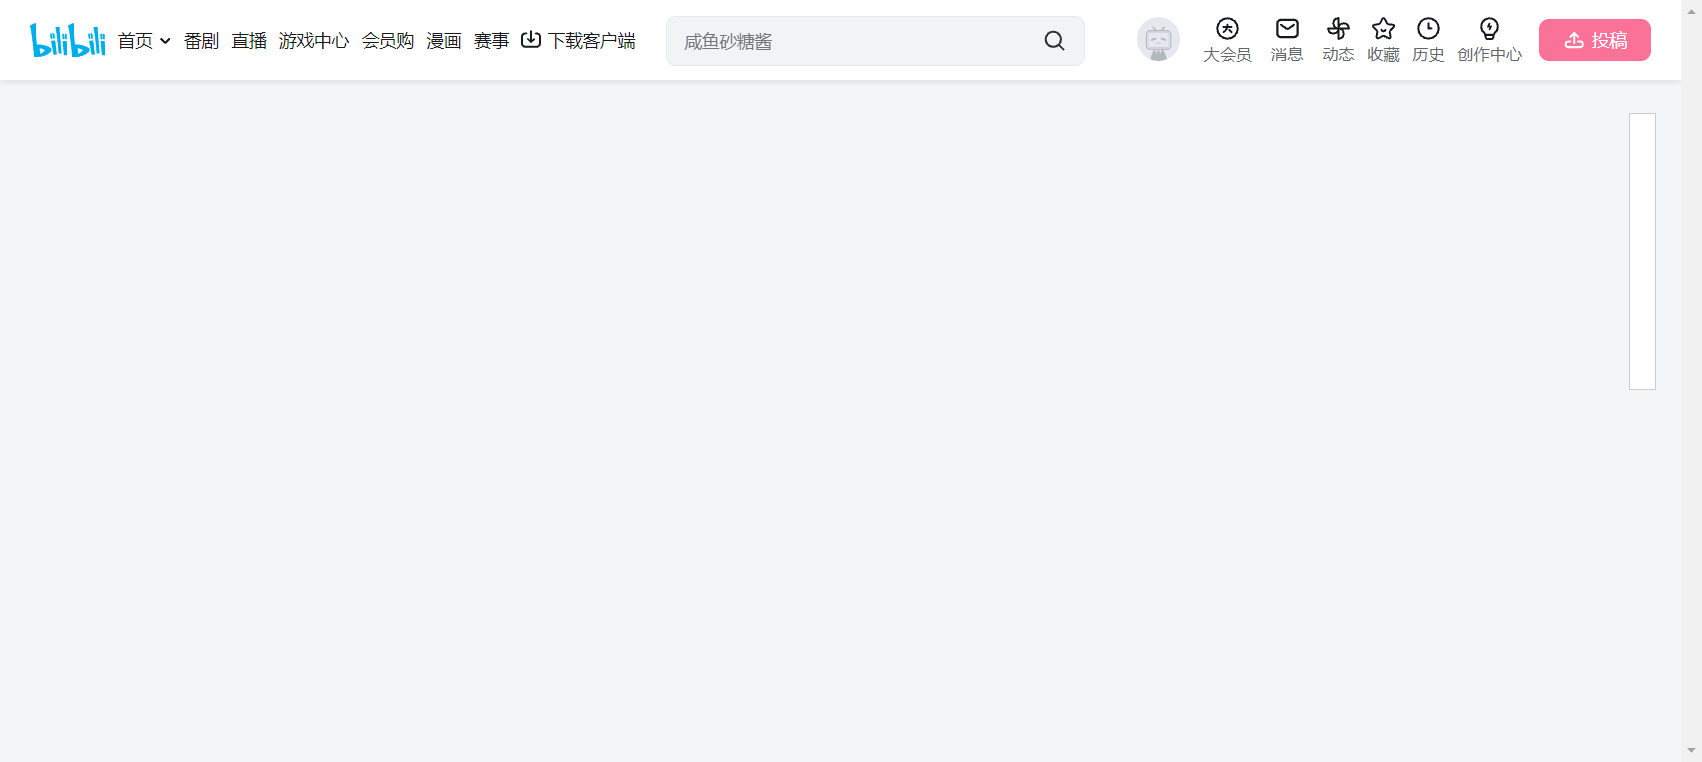 bilibili 首页 番剧 直播 游戏中心 会员购 漫画 赛事 下载客户端 咸鱼砂糖酱 大会员 消息 动态 收藏 历史 创作中心 投稿